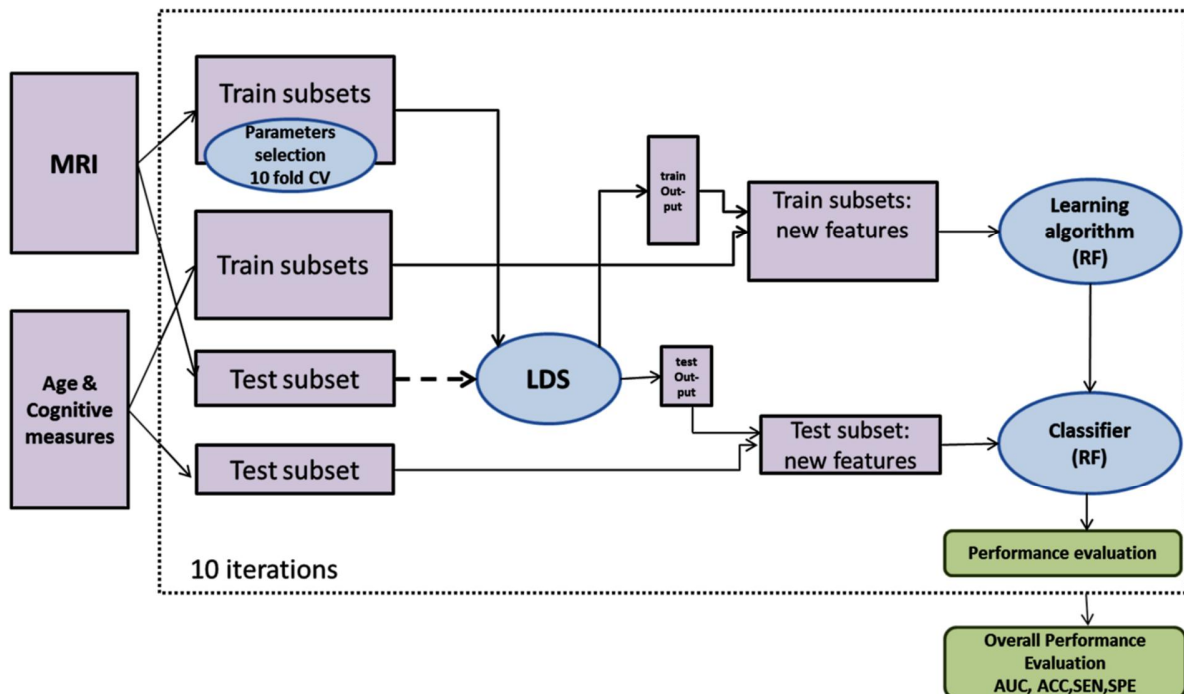 MRI
Age &
Cognitive
measures
Train subsets
Parameters
selection
10 fold CV
Train subsets
Test subset
Test subset
LDS
train
Out-
put
test
Out-
put
Train subsets:
new features
Test subset:
new features
Learning
algorithm
(RF)
Classifier
(RF)
Performance evaluation
10 iterations
Overall Performance
Evaluation
AUC, ACC,SEN,SPE